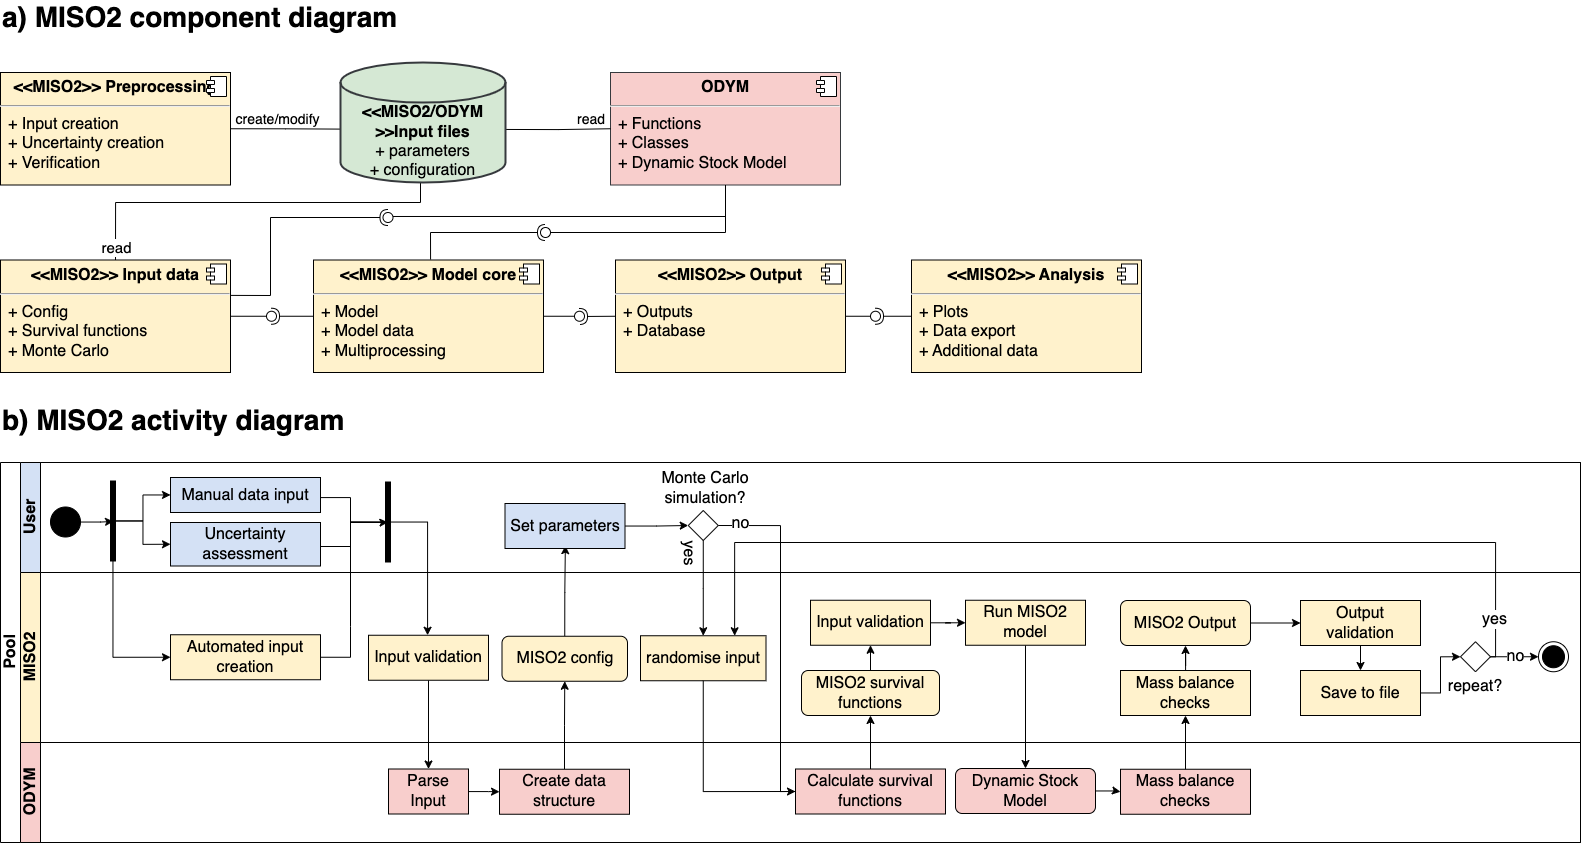 a) MISO2 component diagram
<<MISO2>> Preprocessing
+ Input creation
+ Uncertainty creation
+ Verification
create/modify
<<MISO2/ODYM
>>Input files
+ parameters
+ configuration
read
ODYM
+ Functions
+ Classes
+ Dynamic Stock Model
read
<<MISO2>> Input data
+ Config
+ Survival functions
+ Monte Carlo
<<MISO2>> Model core
+ Model
+ Model data
+ Multiprocessing
<<MISO2>> Output
+ Outputs
+ Database
<<MISO2>> Analysis
+ Plots
+ Data export
+ Additional data
b) MISO2 activity diagram
Pool
User
Manual data input
Uncertainty
assessment
Set parameters
Monte Carlo
simulation?
no
yes
MISO2
Automated input
creation
Input validation
MISO2 config
randomise input
Input validation
MISO2 survival
functions
Run MISO2
model
MISO2 Output
Mass balance
checks
Output
validation
Save to file
yes
no
repeat?
ODYM
Parse
Input
Create data
structure
Calculate survival
functions
Dynamic Stock
Model
Mass balance
checks